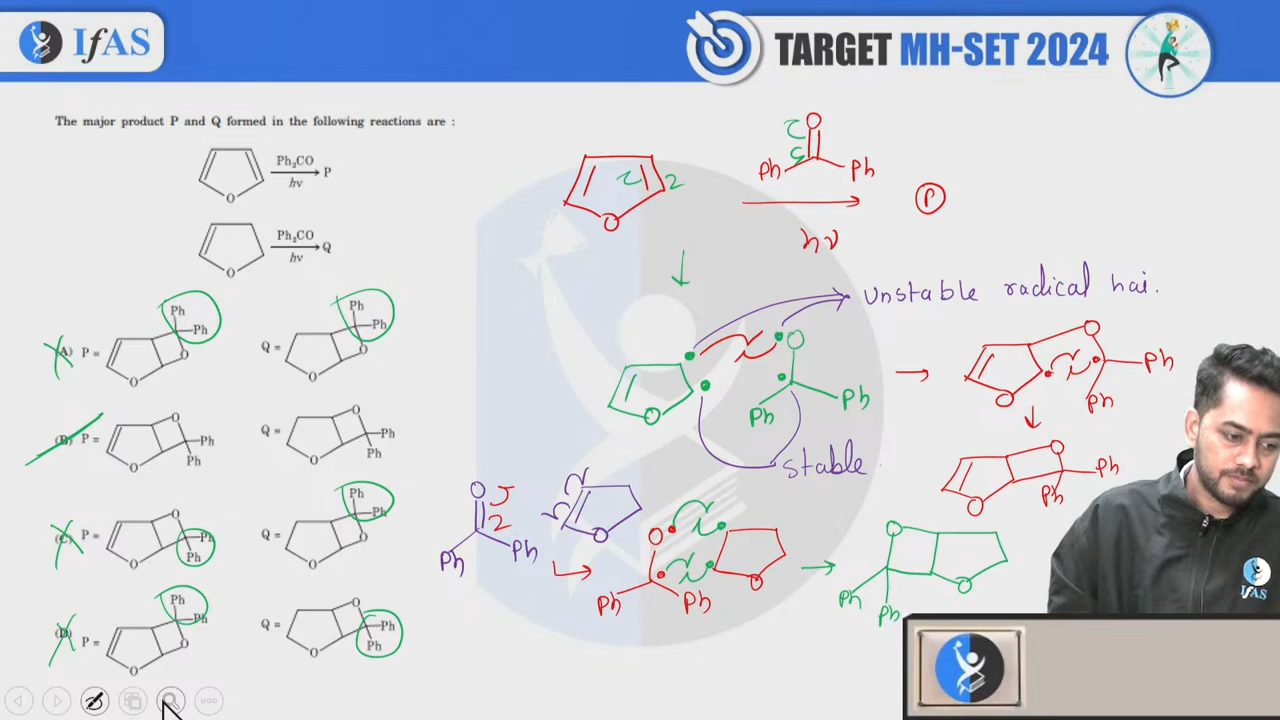 IfAS
TARGET MH-SET 2024
The major product P and Q formed in the following reactions are :
Ph₂CO
hν
P
O
Ph₂CO
hν
Q
O
(A) P =
Ph
Ph
O
O
Q =
Ph
Ph
O
O
(B) P =
O
Ph
Ph
O
Q =
O
Ph
Ph
O
(C) P =
O
Ph
Ph
O
Q =
Ph
Ph
O
O
(D) P =
Ph
Ph
O
O
Q =
O
Ph
Ph
O
O
2
O
Ph
Ph
hν
P
unstable radical hai.
O
O
Ph
Ph
stable
O
O
Ph
Ph
O
O
Ph
Ph
O
2
Ph
Ph
O
O
Ph
Ph
O
O
Ph
Ph
O
IfAS